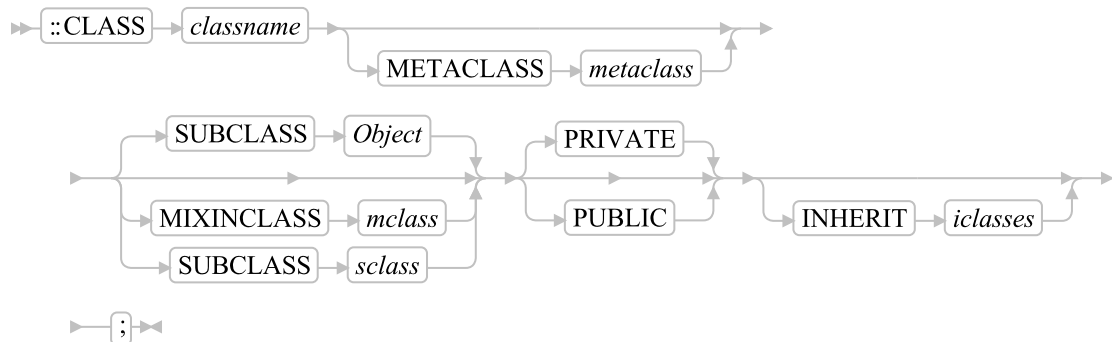 ::CLASS classname
METACLASS metaclass
SUBCLASS Object
PRIVATE
MIXINCLASS mclass
PUBLIC
INHERIT iclasses
SUBCLASS sclass
;